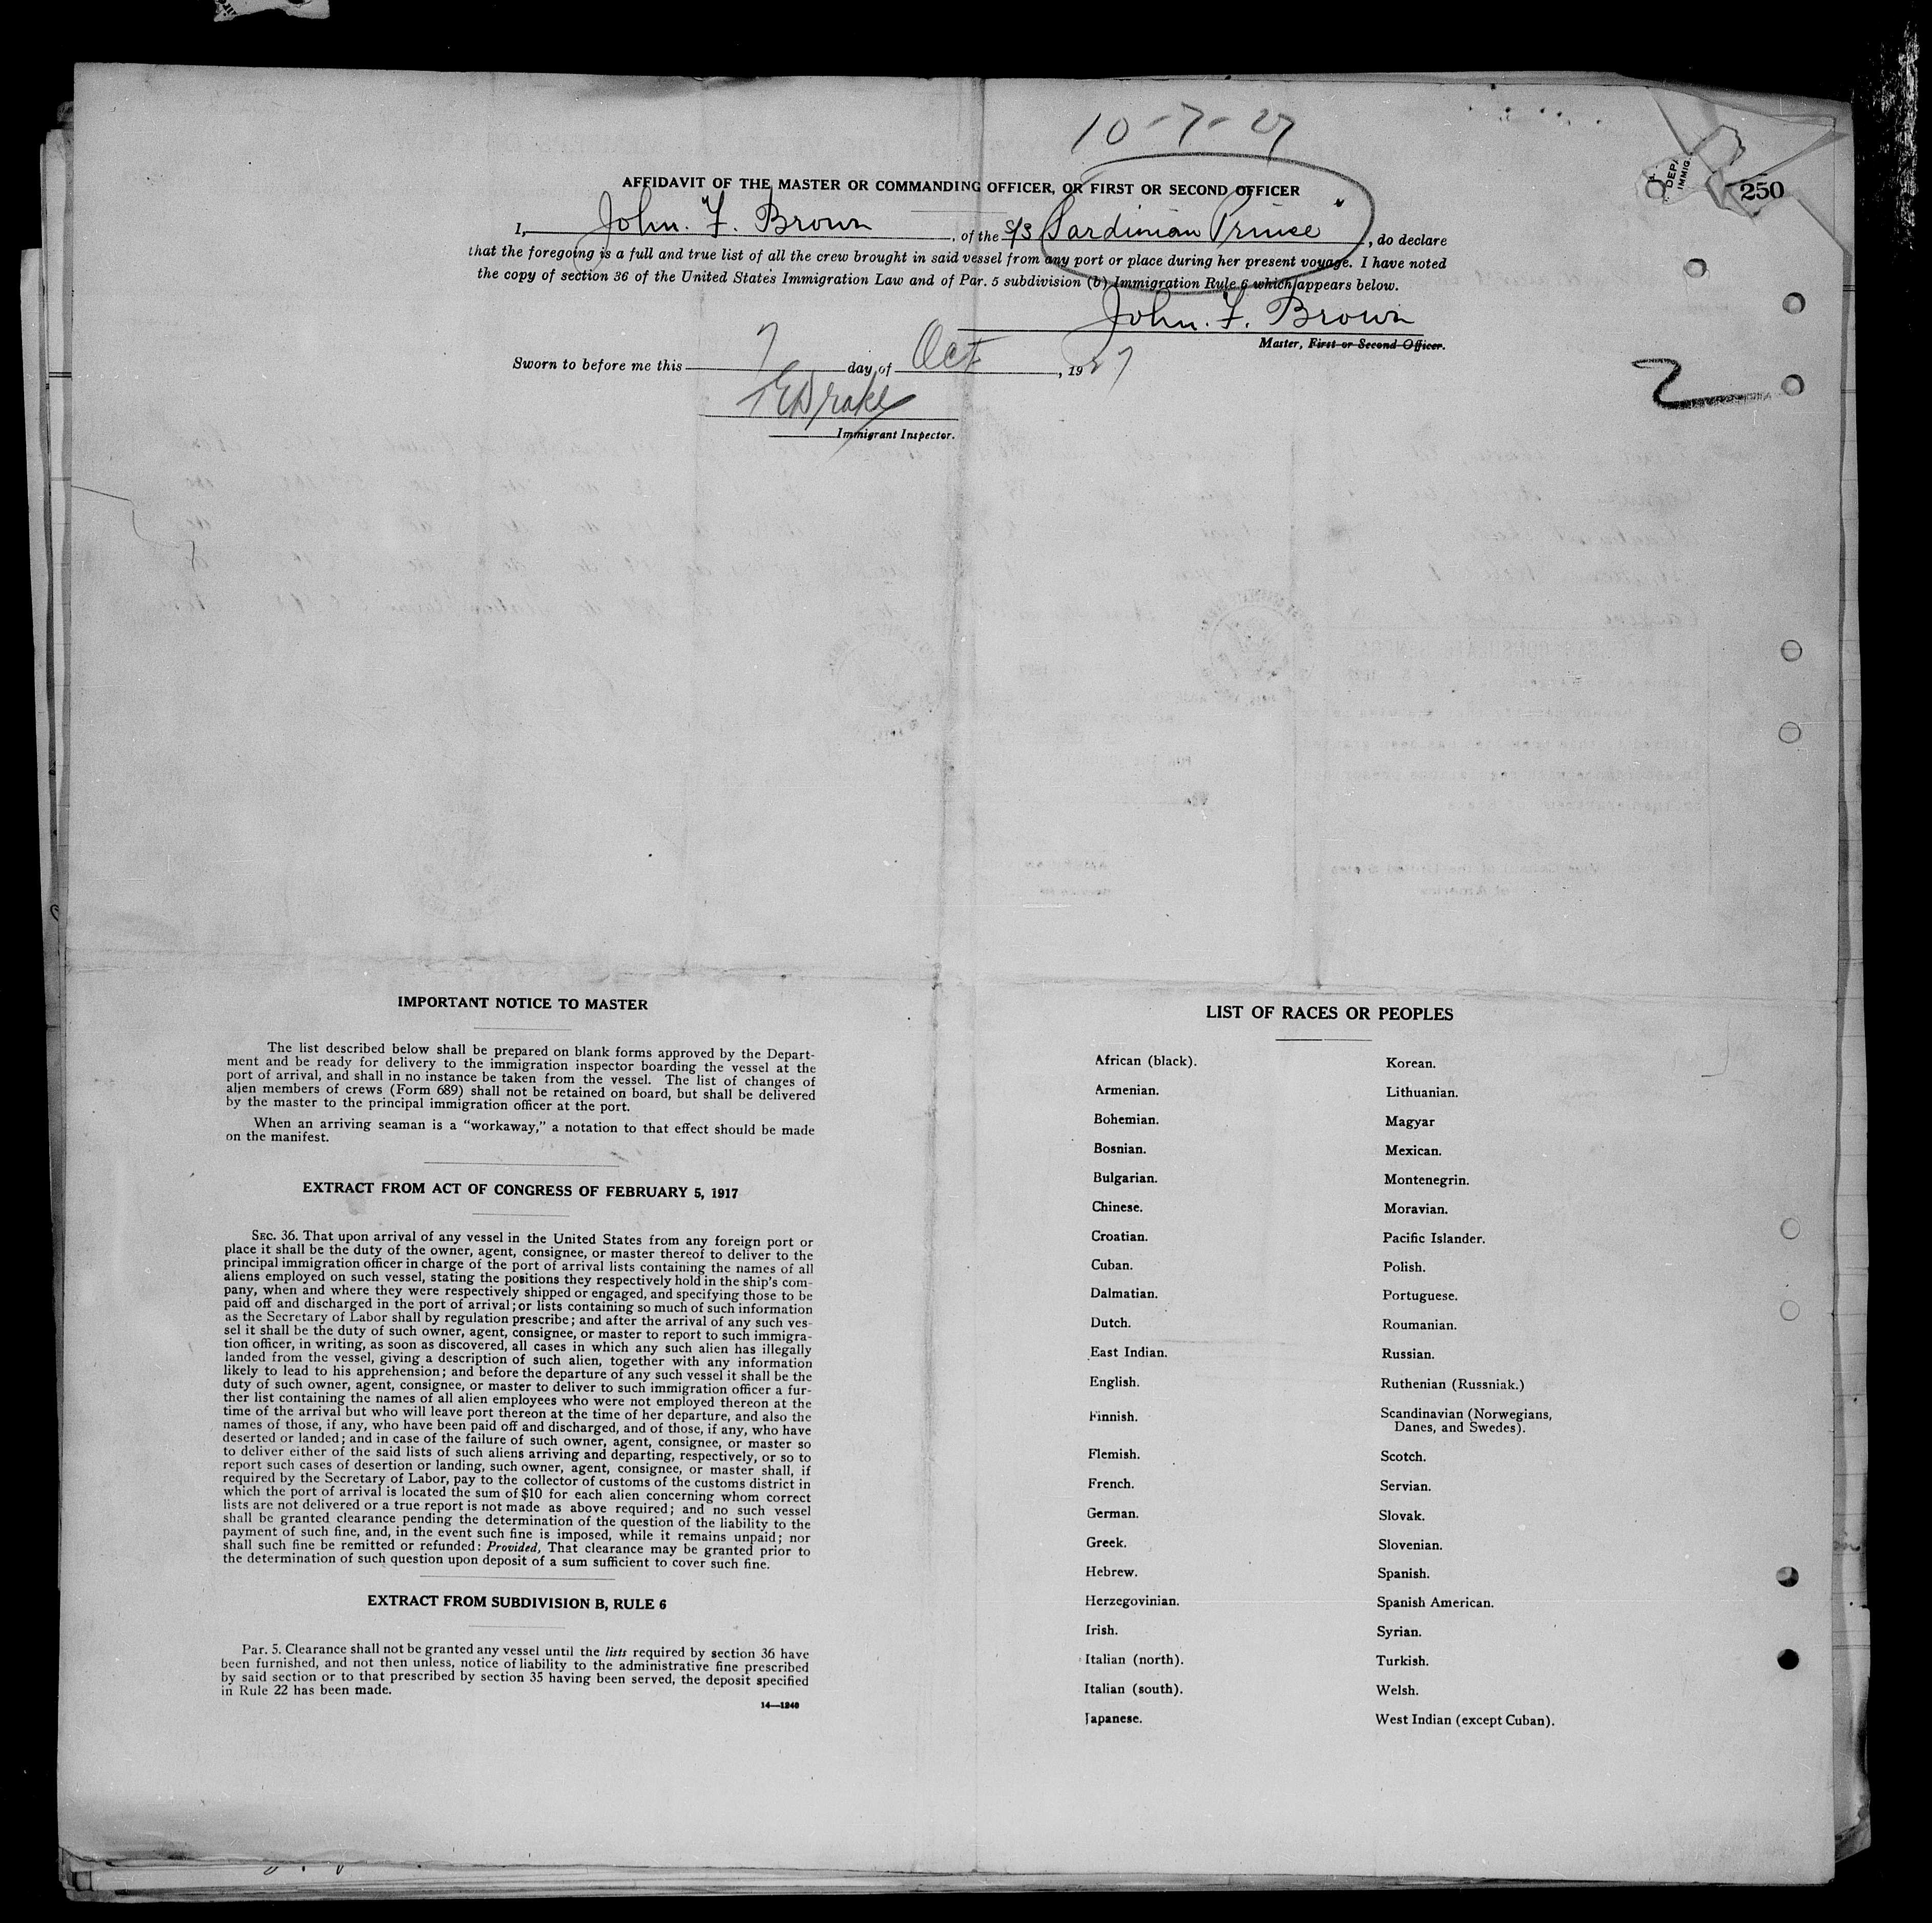 10-7-27
DEP
IMMIG
250
AFFIDAVIT OF THE MASTER OR COMMANDING OFFICER, OR FIRST OR SECOND OFFICER
I, John. F. Brown, of the S/S "Sardinian Prince", do declare
that the foregoing is a full and true list of all the crew brought in said vessel from any port or place during her present voyage. I have noted
the copy of section 36 of the United States Immigration Law and of Par. 5 subdivision (b) Immigration Rule 6 which appears below.
John. F. Brown
Master, First or Second Officer.
Sworn to before me this 7 day of Oct, 1927
Drake
Immigrant Inspector.
2
IMPORTANT NOTICE TO MASTER
The list described below shall be prepared on blank forms approved by the Depart-
ment and be ready for delivery to the immigration inspector boarding the vessel at the
port of arrival, and shall in no instance be taken from the vessel. The list of changes of
alien members of crews (Form 689) shall not be retained on board, but shall be delivered
by the master to the principal immigration officer at the port.
When an arriving seaman is a "workaway," a notation to that effect should be made
on the manifest.
EXTRACT FROM ACT OF CONGRESS OF FEBRUARY 5, 1917
SEC. 36. That upon arrival of any vessel in the United States from any foreign port or
place it shall be the duty of the owner, agent, consignee, or master thereof to deliver to the
principal immigration officer in charge of the port of arrival lists containing the names of all
aliens employed on such vessel, stating the positions they respectively hold in the ship's com-
pany, when and where they were respectively shipped or engaged, and specifying those to be
paid off and discharged in the port of arrival; or lists containing so much of such information
as the Secretary of Labor shall by regulation prescribe; and after the arrival of any such ves-
sel it shall be the duty of such owner, agent, consignee, or master to report to such immigra-
tion officer, in writing, as soon as discovered, all cases in which any such alien has illegally
landed from the vessel, giving a description of such alien, together with any information
likely to lead to his apprehension; and before the departure of any such vessel it shall be the
duty of such owner, agent, consignee, or master to deliver to such immigration officer a fur-
ther list containing the names of all alien employees who were not employed thereon at the
time of the arrival but who will leave port thereon at the time of her departure, and also the
names of those, if any, who have been paid off and discharged, and of those, if any, who have
deserted or landed; and in case of the failure of such owner, agent, consignee, or master so
to deliver either of the said lists of such aliens arriving and departing, respectively, or so to
report such cases of desertion or landing, such owner, agent, consignee, or master shall, if
required by the Secretary of Labor, pay to the collector of customs of the customs district in
which the port of arrival is located the sum of $10 for each alien concerning whom correct
lists are not delivered or a true report is not made as above required; and no such vessel
shall be granted clearance pending the determination of the question of the liability to the
payment of such fine, and, in the event such fine is imposed, while it remains unpaid; nor
shall such fine be remitted or refunded: Provided, That clearance may be granted prior to
the determination of such question upon deposit of a sum sufficient to cover such fine.
EXTRACT FROM SUBDIVISION B, RULE 6
Par. 5. Clearance shall not be granted any vessel until the lists required by section 36 have
been furnished, and not then unless, notice of liability to the administrative fine prescribed
by said section or to that prescribed by section 35 having been served, the deposit specified
in Rule 22 has been made.
14—1240
LIST OF RACES OR PEOPLES
African (black).
Armenian.
Bohemian.
Bosnian.
Bulgarian.
Chinese.
Croatian.
Cuban.
Dalmatian.
Dutch.
East Indian.
English.
Finnish.
Flemish.
French.
German.
Greek.
Hebrew.
Herzegovinian.
Irish.
Italian (north).
Italian (south).
Japanese.
Korean.
Lithuanian.
Magyar
Mexican.
Montenegrin.
Moravian.
Pacific Islander.
Polish.
Portuguese.
Roumanian.
Russian.
Ruthenian (Russniak.)
Scandinavian (Norwegians,
Danes, and Swedes).
Scotch.
Servian.
Slovak.
Slovenian.
Spanish.
Spanish American.
Syrian.
Turkish.
Welsh.
West Indian (except Cuban).